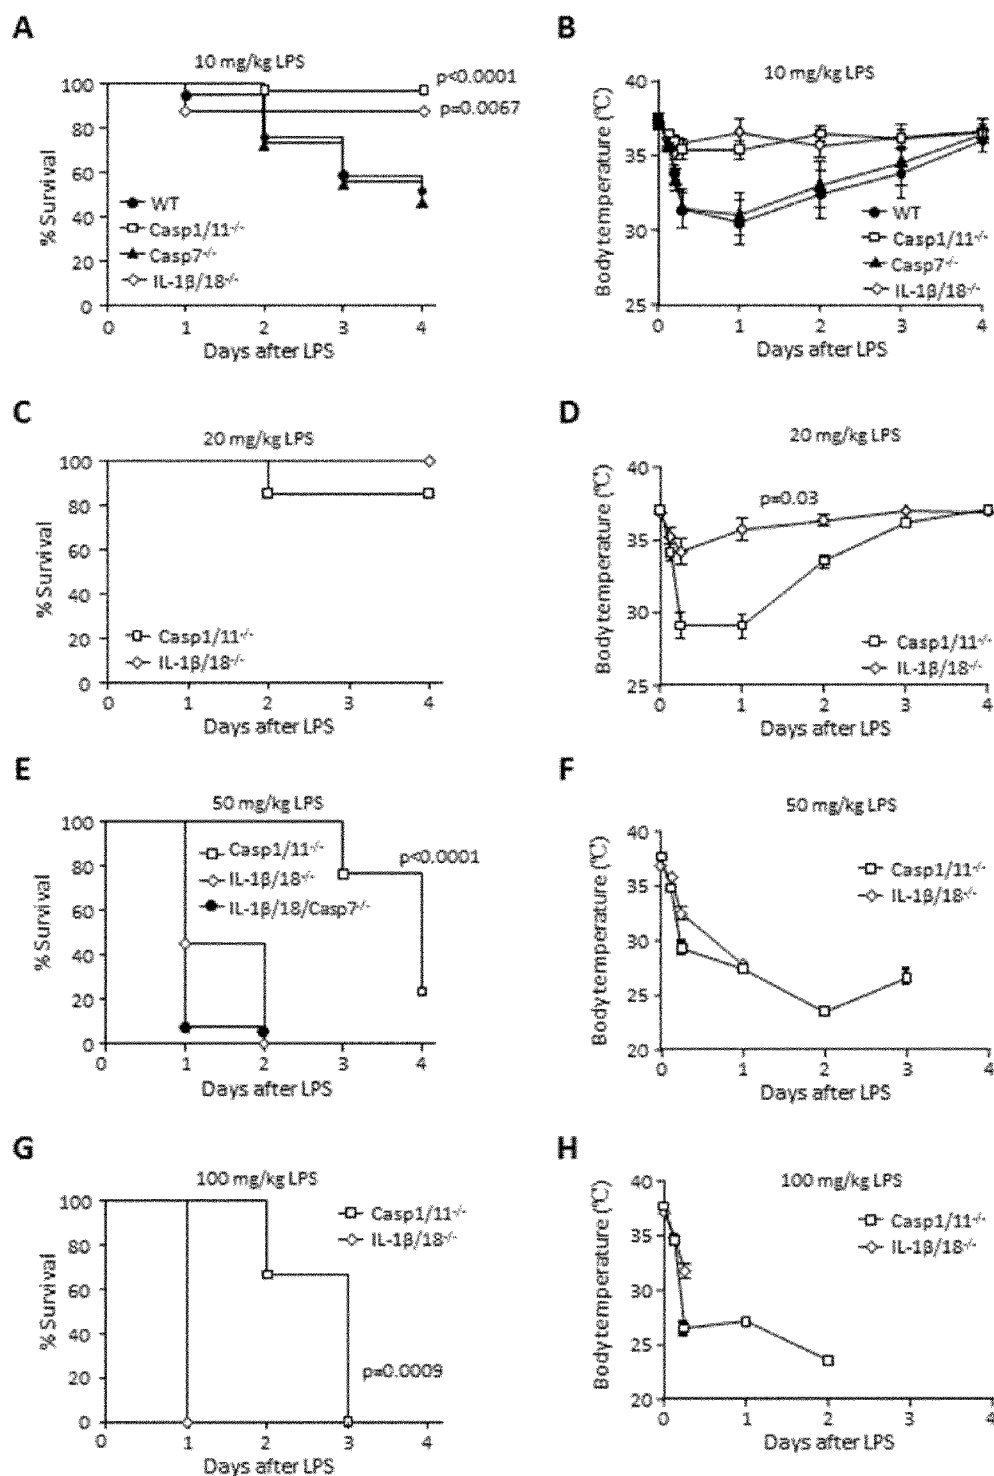 A
10 mg/kg LPS
p<0.0001
p=0.0067
% Survival
100
80
60
40
20
0
WT
Casp1/11-/-
Casp7-/-
IL-1β/18-/-
0 1 2 3 4
Days after LPS
B
10 mg/kg LPS
Bodytemperature (℃)
40
35
30
25
WT
Casp1/11-/-
Casp7-/-
IL-1β/18-/-
0 1 2 3 4
Days after LPS
C
20 mg/kg LPS
% Survival
100
80
60
40
20
0
Casp1/11-/-
IL-1β/18-/-
0 1 2 3 4
Days after LPS
D
20 mg/kg LPS
p=0.03
Bodytemperature (℃)
40
35
30
25
Casp1/11-/-
IL-1β/18-/-
0 1 2 3 4
Days after LPS
E
50 mg/kg LPS
% Survival
100
80
60
40
20
0
Casp1/11-/-
IL-1β/18-/-
IL-1β/18/Casp7-/-
p<0.0001
0 1 2 3 4
Days after LPS
F
50 mg/kg LPS
Bodytemperature (℃)
40
35
30
25
20
Casp1/11-/-
IL-1β/18-/-
0 1 2 3 4
Days after LPS
G
100 mg/kg LPS
% Survival
100
80
60
40
20
0
Casp1/11-/-
IL-1β/18-/-
p=0.0009
0 1 2 3 4
Days after LPS
H
100 mg/kg LPS
Bodytemperature (℃)
40
35
30
25
20
Casp1/11-/-
IL-1β/18-/-
0 1 2 3 4
Days after LPS